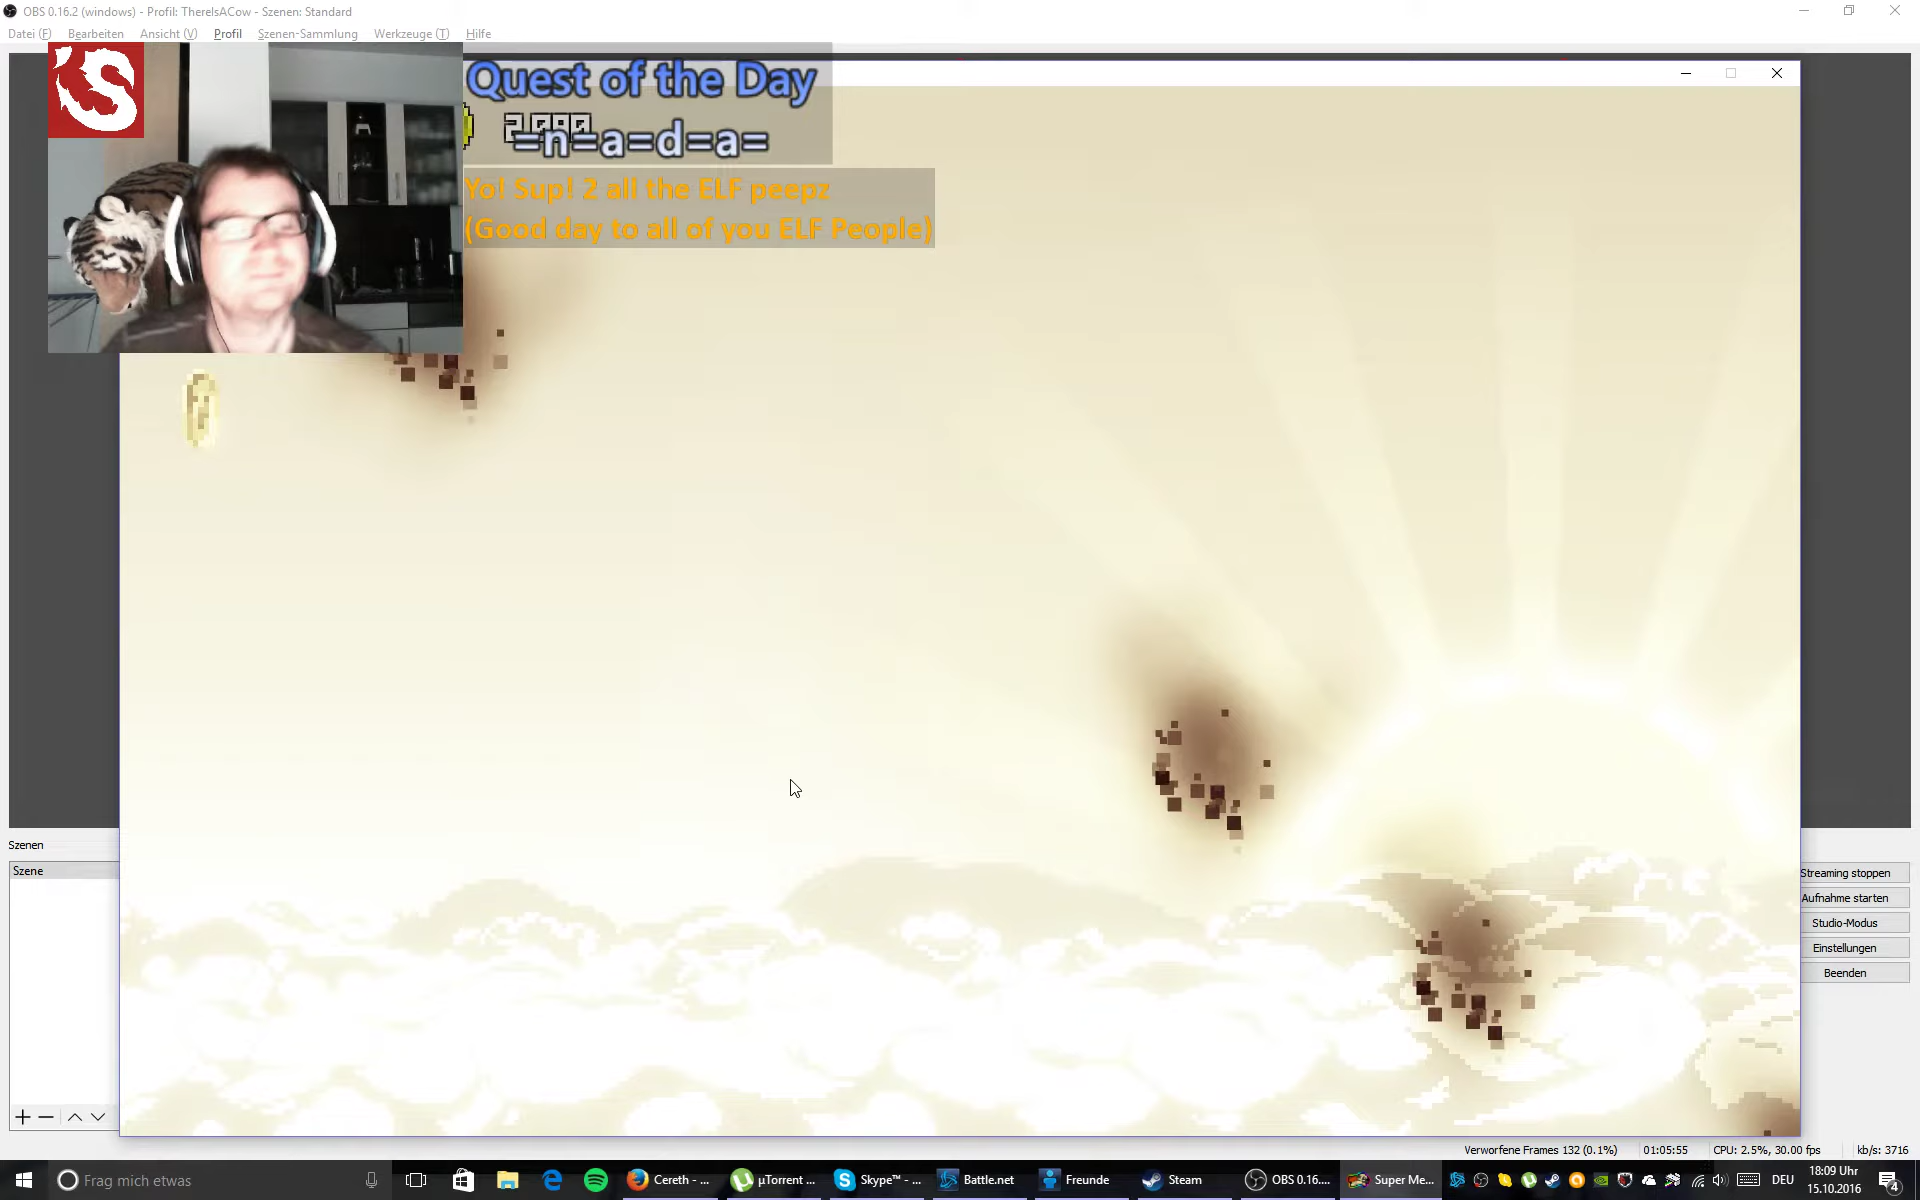 OBS 0.16.2 (windows) - Profil: ThereIsACow - Szenen: Standard
Datei (F) Bearbeiten Ansicht (V) Profil Szenen-Sammlung Werkzeuge (T) Hilfe
Quest of the Day
2,090
=n=a=d=a=
Yo! Sup! 2 all the ELF peepz
(Good day to all of you ELF People)
Szenen
Szene
Streaming stoppen
Aufnahme starten
Studio-Modus
Einstellungen
Beenden
Verworfene Frames 132 (0.1%) 01:05:55 CPU: 2.5%, 30.00 fps kb/s: 3716
Frag mich etwas Cereth - ... µTorrent ... Skype™ - ... Battle.net Freunde Steam OBS 0.16.... Super Me... DEU 18:09 Uhr
15.10.2016 4